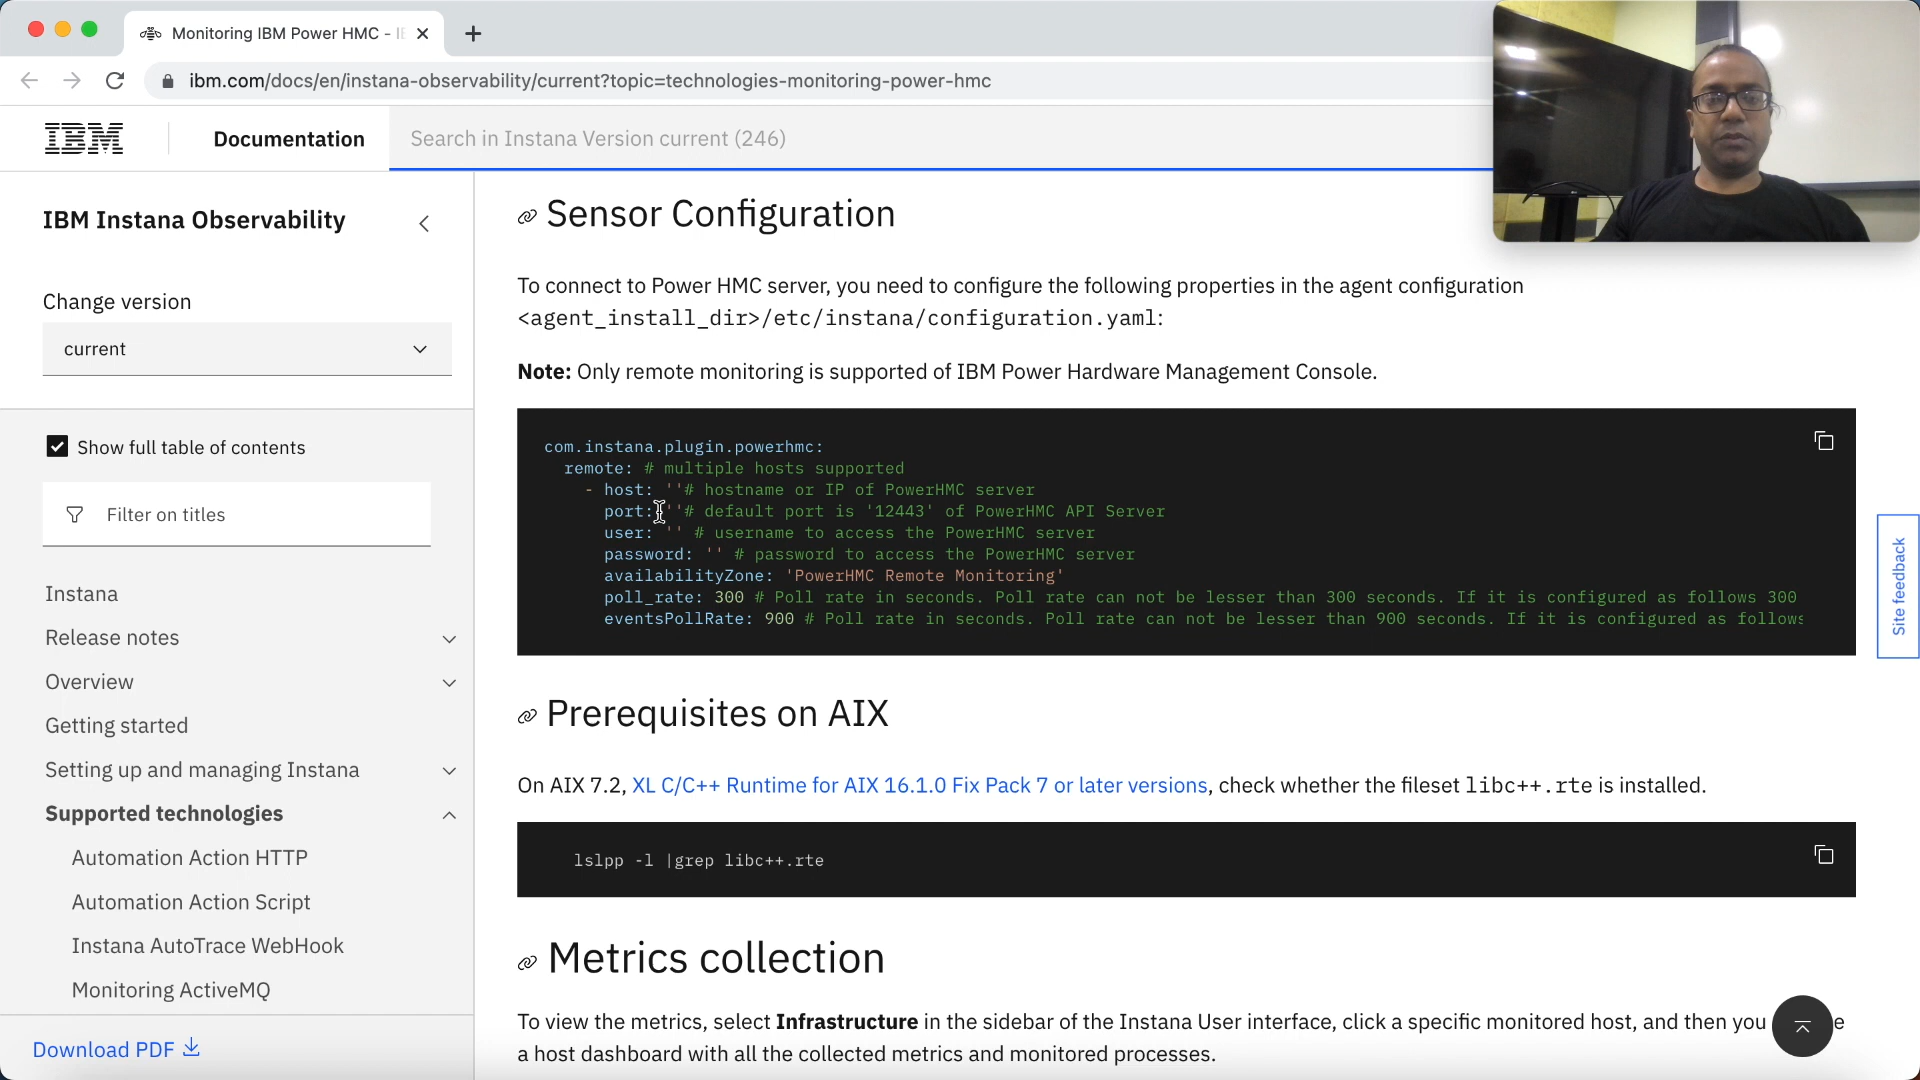 Monitoring IBM Power HMC - I
ibm.com/docs/en/instana-observability/current?topic=technologies-monitoring-power-hmc
IBM
Documentation
Search in Instana Version current (246)
IBM Instana Observability
Change version
current
Show full table of contents
Filter on titles
Instana
Release notes
Overview
Getting started
Setting up and managing Instana
Supported technologies
Automation Action HTTP
Automation Action Script
Instana AutoTrace WebHook
Monitoring ActiveMQ
Download PDF
Sensor Configuration
To connect to Power HMC server, you need to configure the following properties in the agent configuration
<agent_install_dir>/etc/instana/configuration.yaml:
Note: Only remote monitoring is supported of IBM Power Hardware Management Console.
com.instana.plugin.powerhmc:
remote: # multiple hosts supported
- host: ''# hostname or IP of PowerHMC server
port: ''# default port is '12443' of PowerHMC API Server
user: '' # username to access the PowerHMC server
password: '' # password to access the PowerHMC server
availabilityZone: 'PowerHMC Remote Monitoring'
poll_rate: 300 # Poll rate in seconds. Poll rate can not be lesser than 300 seconds. If it is configured as follows 300
eventsPollRate: 900 # Poll rate in seconds. Poll rate can not be lesser than 900 seconds. If it is configured as follows
Prerequisites on AIX
On AIX 7.2, XL C/C++ Runtime for AIX 16.1.0 Fix Pack 7 or later versions, check whether the fileset libc++.rte is installed.
lslpp -l |grep libc++.rte
Metrics collection
To view the metrics, select Infrastructure in the sidebar of the Instana User interface, click a specific monitored host, and then you
a host dashboard with all the collected metrics and monitored processes.
Site feedback